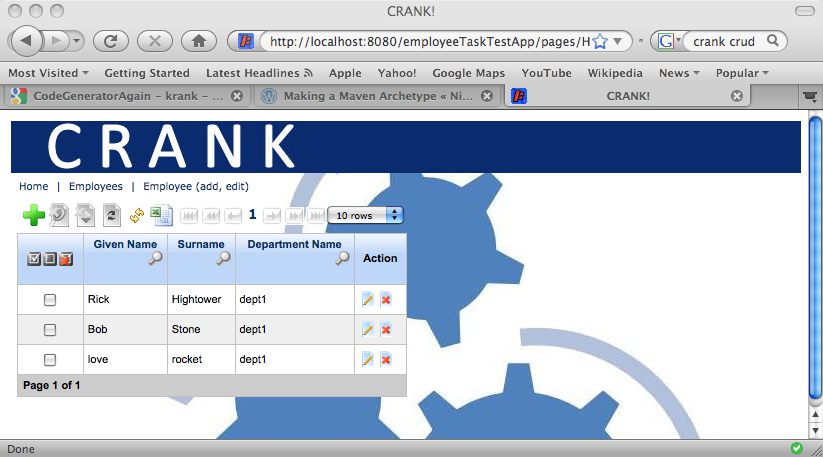 CRANK!
http://localhost:8080/employeeTaskTestApp/pages/H
G
crank crud
Most Visited
Getting Started
Latest Headlines
Apple
Yahoo!
Google Maps
YouTube
Wikipedia
News
Popular
CodeGeneratorAgain – krank – ...
Making a Maven Archetype « Ni...
CRANK!
CRANK
Home | Employees | Employee (add, edit)
1 10 rows
Given Name Surname Department Name Action
Rick Hightower dept1
Bob Stone dept1
love rocket dept1
Page 1 of 1
Done